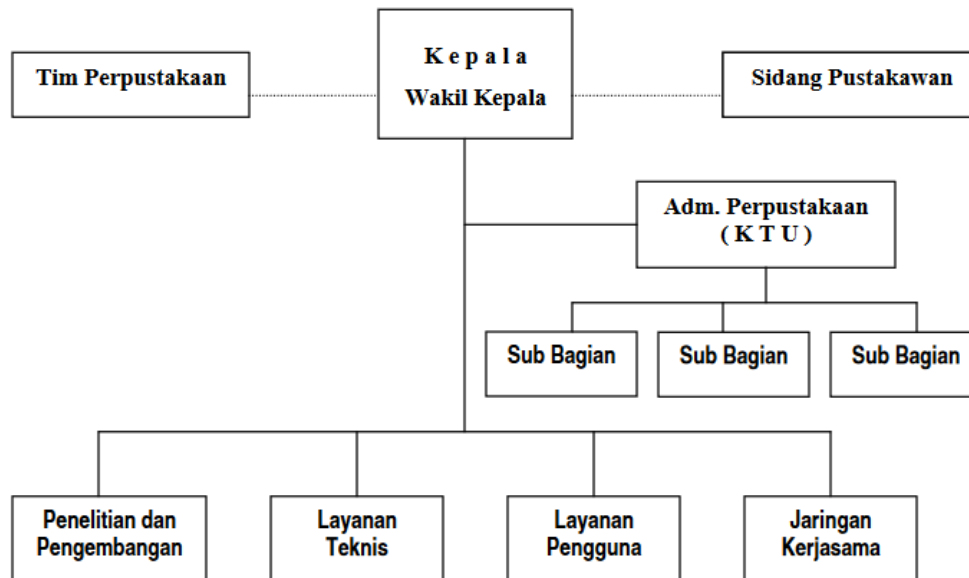 K e p a l a
Wakil Kepala
Tim Perpustakaan
Sidang Pustakawan
Adm. Perpustakaan
( K T U )
Sub Bagian
Sub Bagian
Sub Bagian
Penelitian dan
Pengembangan
Layanan
Teknis
Layanan
Pengguna
Jaringan
Kerjasama